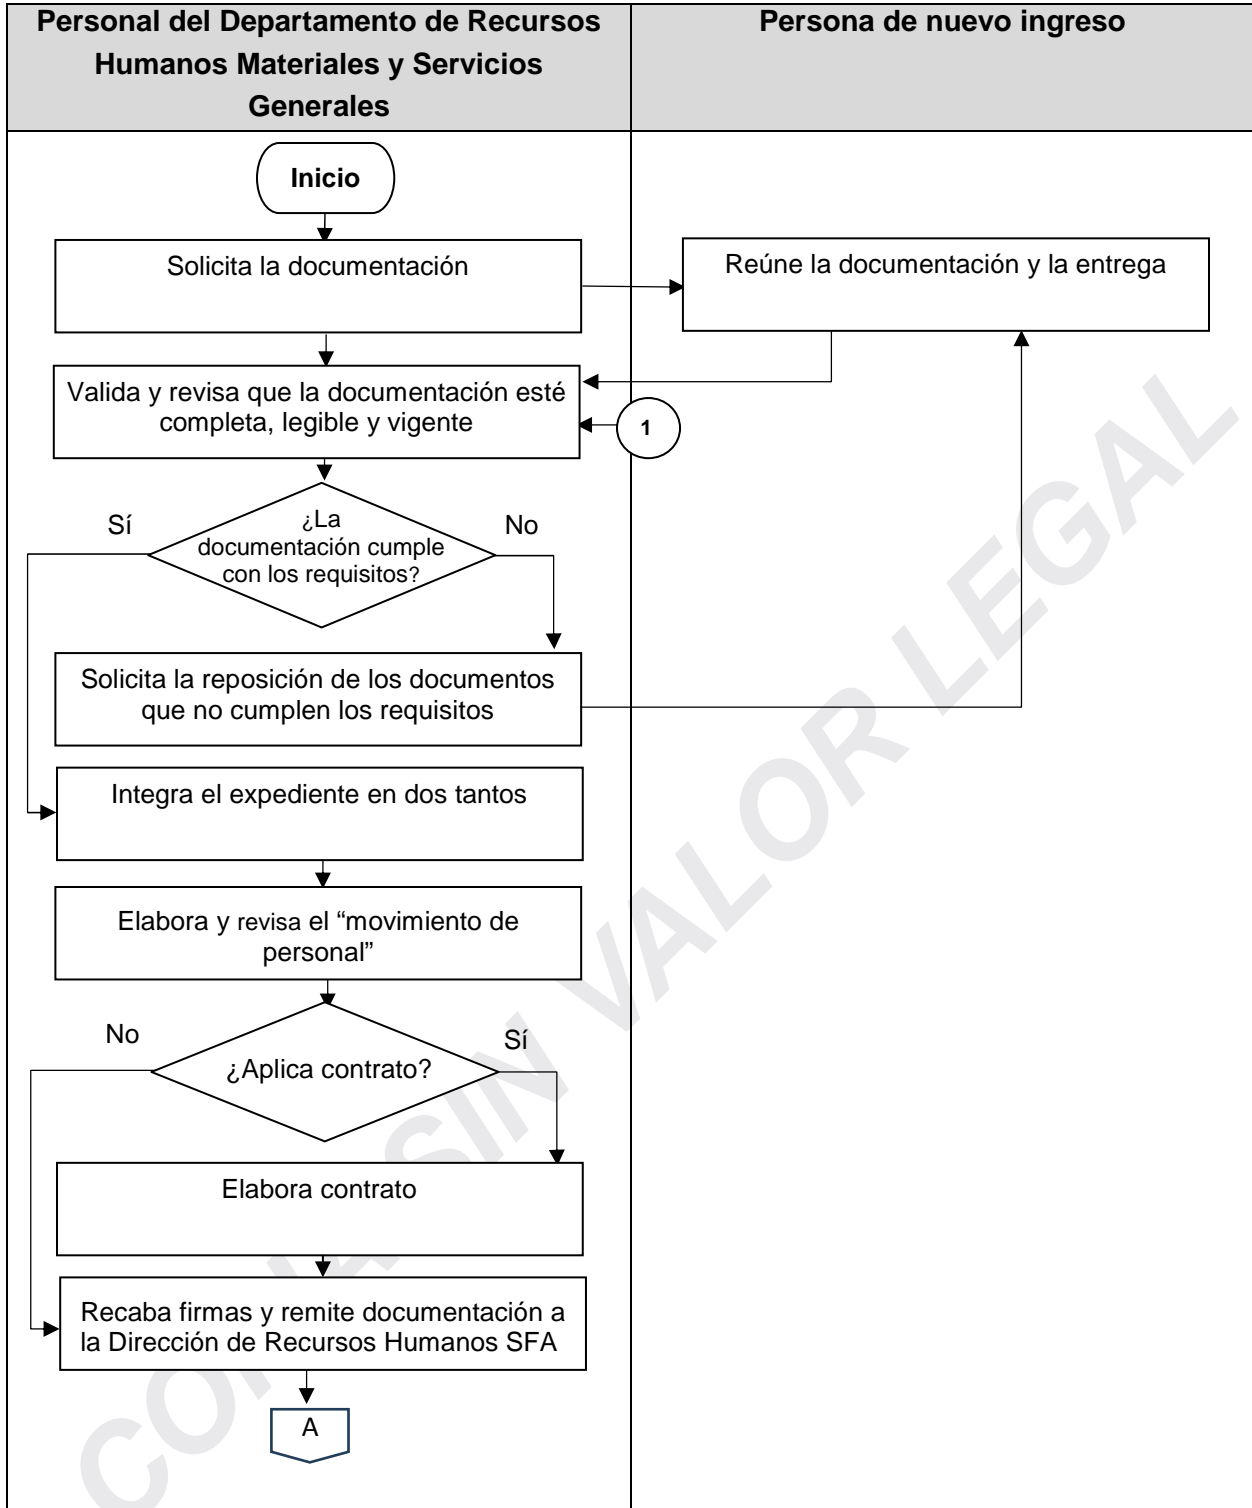 Personal del Departamento de Recursos
Humanos Materiales y Servicios
Generales
Persona de nuevo ingreso
Inicio
Solicita la documentación
Reúne la documentación y la entrega
Valida y revisa que la documentación esté
completa, legible y vigente
1
Sí
¿La
documentación cumple
con los requisitos?
No
Solicita la reposición de los documentos
que no cumplen los requisitos
Integra el expediente en dos tantos
Elabora y revisa el “movimiento de
personal”
No
¿Aplica contrato?
Sí
Elabora contrato
Recaba firmas y remite documentación a
la Dirección de Recursos Humanos SFA
A
SIN VALOR LEGAL